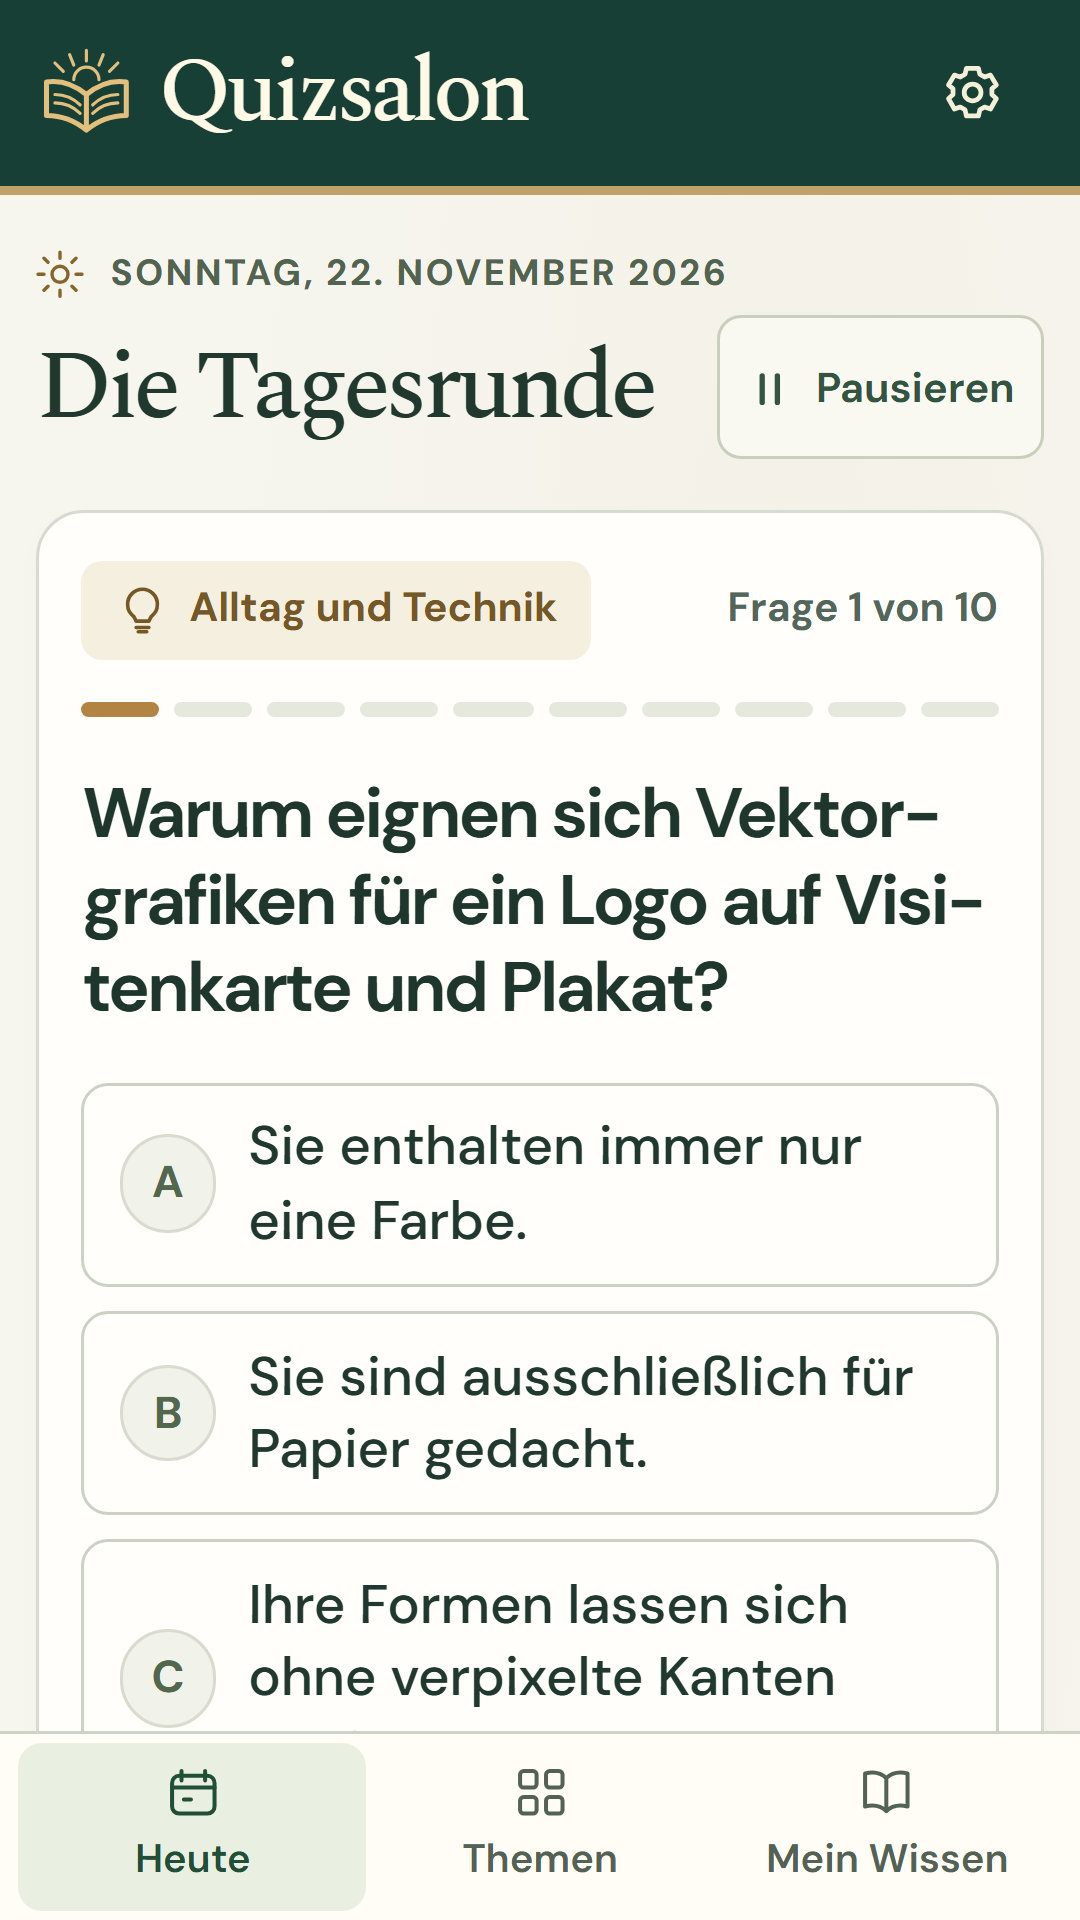 Quizsalon
SONNTAG, 22. NOVEMBER 2026
Die Tagesrunde
Pausieren
Alltag und Technik
Frage 1 von 10
Warum eignen sich Vektor-
grafiken für ein Logo auf Visi-
tenkarte und Plakat?
A
Sie enthalten immer nur
eine Farbe.
B
Sie sind ausschließlich für
Papier gedacht.
C
Ihre Formen lassen sich
ohne verpixelte Kanten
Heute
Themen
Mein Wissen